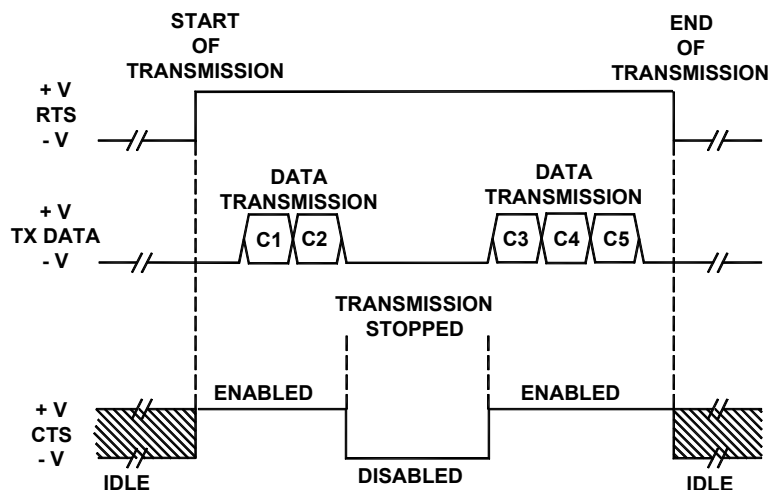 START
OF
TRANSMISSION
END
OF
TRANSMISSION
+ V
RTS
- V
DATA
TRANSMISSION
DATA
TRANSMISSION
+ V
TX DATA
- V
C1
C2
C3
C4
C5
TRANSMISSION
STOPPED
ENABLED
ENABLED
+ V
CTS
- V
IDLE
DISABLED
IDLE